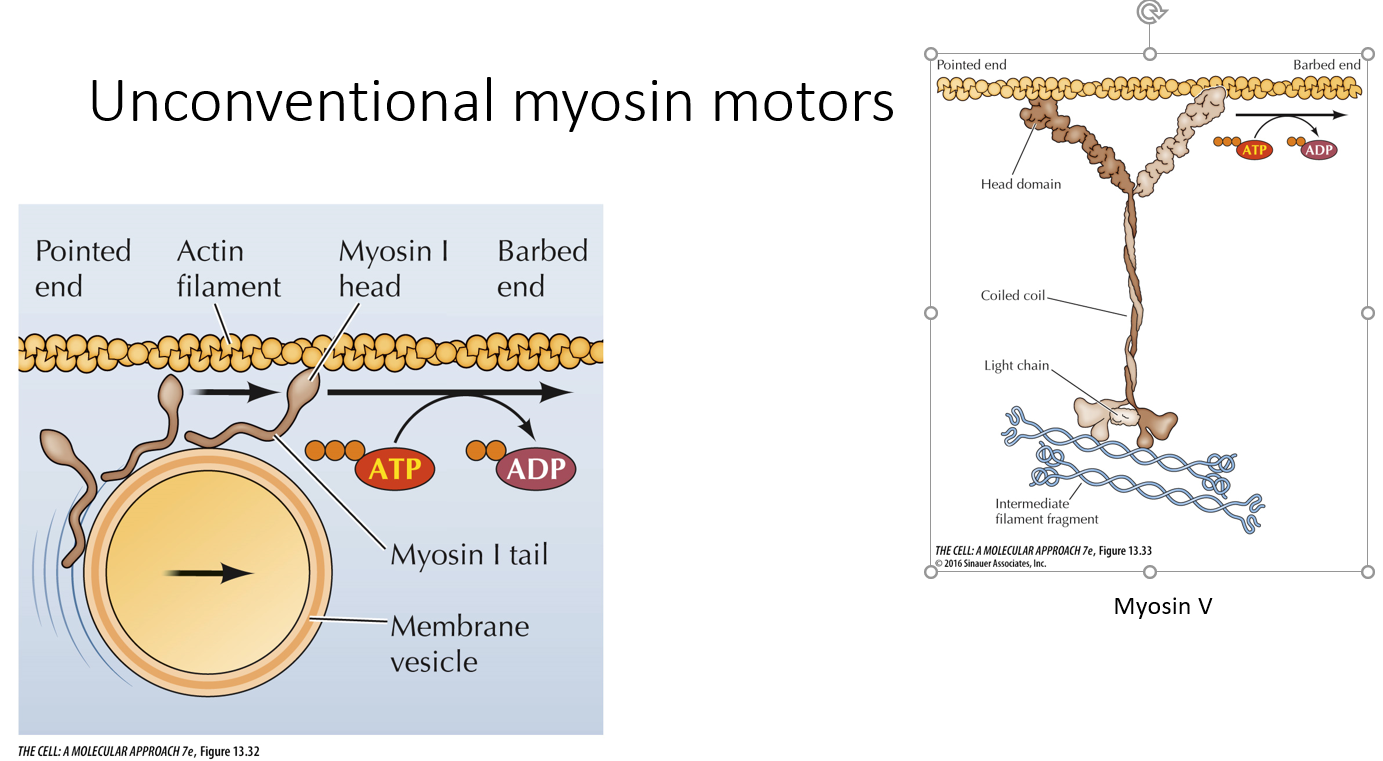 Unconventional myosin motors
Pointed end
Actin filament
Myosin I head
Barbed end
ATP
ADP
Myosin I tail
Membrane vesicle
THE CELL: A MOLECULAR APPROACH 7e, Figure 13.32
Pointed end
Barbed end
ATP
ADP
Head domain
Coiled coil
Light chain
Intermediate
filament fragment
THE CELL: A MOLECULAR APPROACH 7e, Figure 13.33
© 2016 Sinauer Associates, Inc.
Myosin V